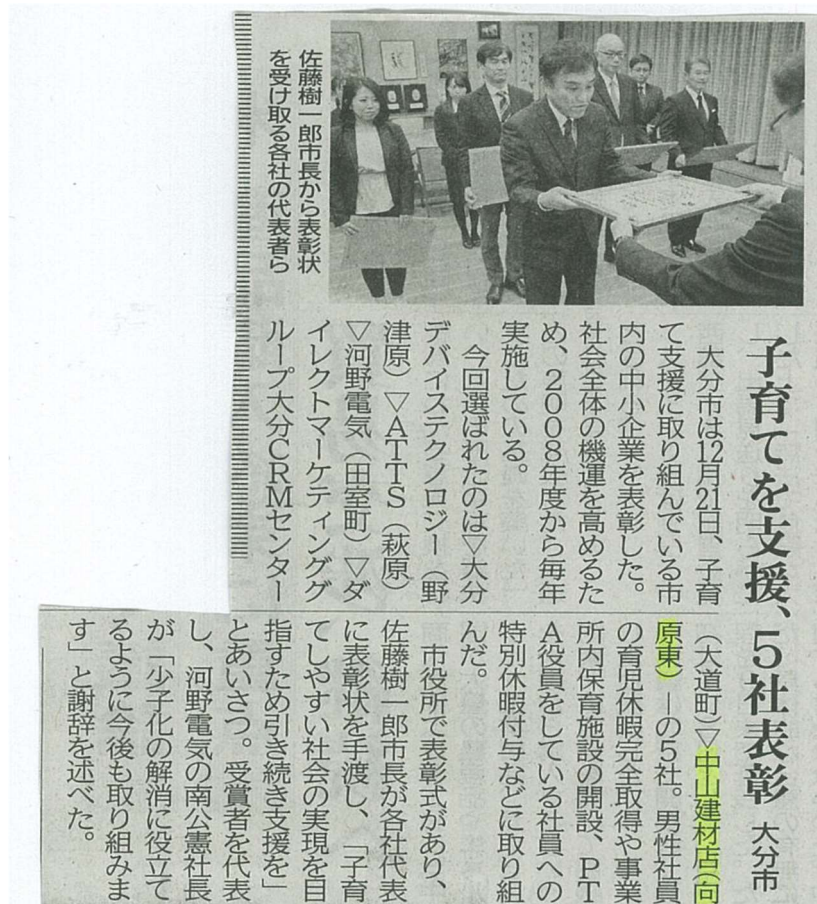 子育てを支援、5社表彰 大分市
佐藤樹一郎市長から表彰状
を受け取る各社の代表者ら
大分市は12月21日、子育
て支援に取り組んでいる市
内の中小企業を表彰した。
社会全体の機運を高めるた
め、2008年度から毎年
実施している。
今回選ばれたのは▽大分
デバイステクノロジー(野
津原)▽ATTS(萩原)
▽河野電気(田室町)▽ダ
イレクトマーケティンググ
ループ大分CRMセンター
(大道町)▽中山建材店(向
原東)―の5社。男性社員
の育児休暇完全取得や事業
所内保育施設の開設、PT
A役員をしている社員への
特別休暇付与などに取り組
んだ。
市役所で表彰式があり、
佐藤樹一郎市長が各社代表
に表彰状を手渡し、「子育
てしやすい社会の実現を目
指すため引き続き支援を」
とあいさつ。受賞者を代表
し、河野電気の南公憲社長
が「少子化の解消に役立て
るように今後も取り組みま
す」と謝辞を述べた。